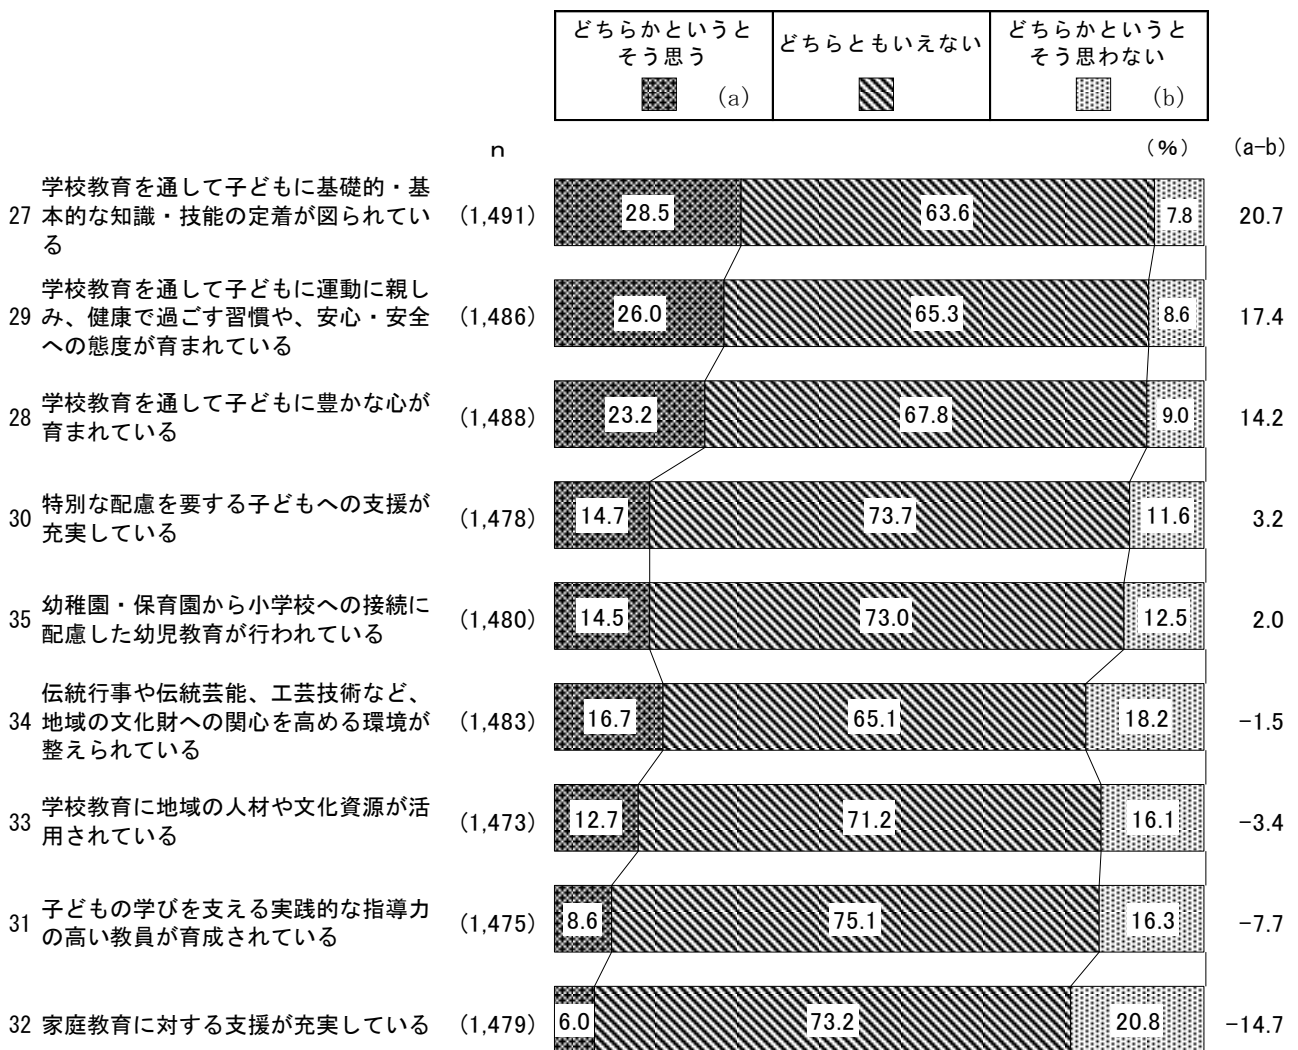 どちらかというと
そう思う
(a)
どちらともいえない
どちらかというと
そう思わない
(b)
n
(%)
(a-b)
27
学校教育を通して子どもに基礎的・基
本的な知識・技能の定着が図られてい
る
(1,491)
28.5
63.6
7.8
20.7
29
学校教育を通して子どもに運動に親し
み、健康で過ごす習慣や、安心・安全
への態度が育まれている
(1,486)
26.0
65.3
8.6
17.4
28
学校教育を通して子どもに豊かな心が
育まれている
(1,488)
23.2
67.8
9.0
14.2
30
特別な配慮を要する子どもへの支援が
充実している
(1,478)
14.7
73.7
11.6
3.2
35
幼稚園・保育園から小学校への接続に
配慮した幼児教育が行われている
(1,480)
14.5
73.0
12.5
2.0
34
伝統行事や伝統芸能、工芸技術など、
地域の文化財への関心を高める環境が
整えられている
(1,483)
16.7
65.1
18.2
-1.5
33
学校教育に地域の人材や文化資源が活
用されている
(1,473)
12.7
71.2
16.1
-3.4
31
子どもの学びを支える実践的な指導力
の高い教員が育成されている
(1,475)
8.6
75.1
16.3
-7.7
32
家庭教育に対する支援が充実している
(1,479)
6.0
73.2
20.8
-14.7